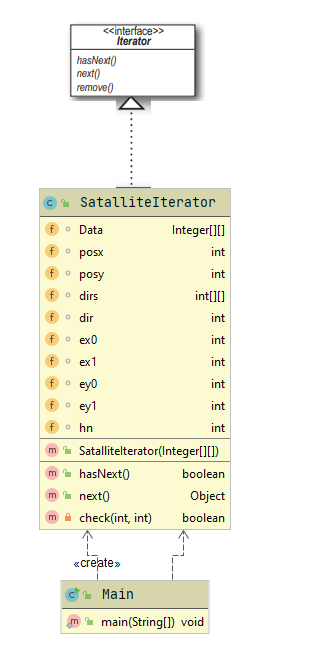 <<interface>>
Iterator
hasNext()
next()
remove()
SatalliteIterator
Data Integer[][]
posx int
posy int
dirs int[][]
dir int
ex0 int
ex1 int
ey0 int
ey1 int
hn int
SatalliteIterator(Integer[][])
hasNext() boolean
next() Object
check(int, int) boolean
«create»
Main
main(String[]) void